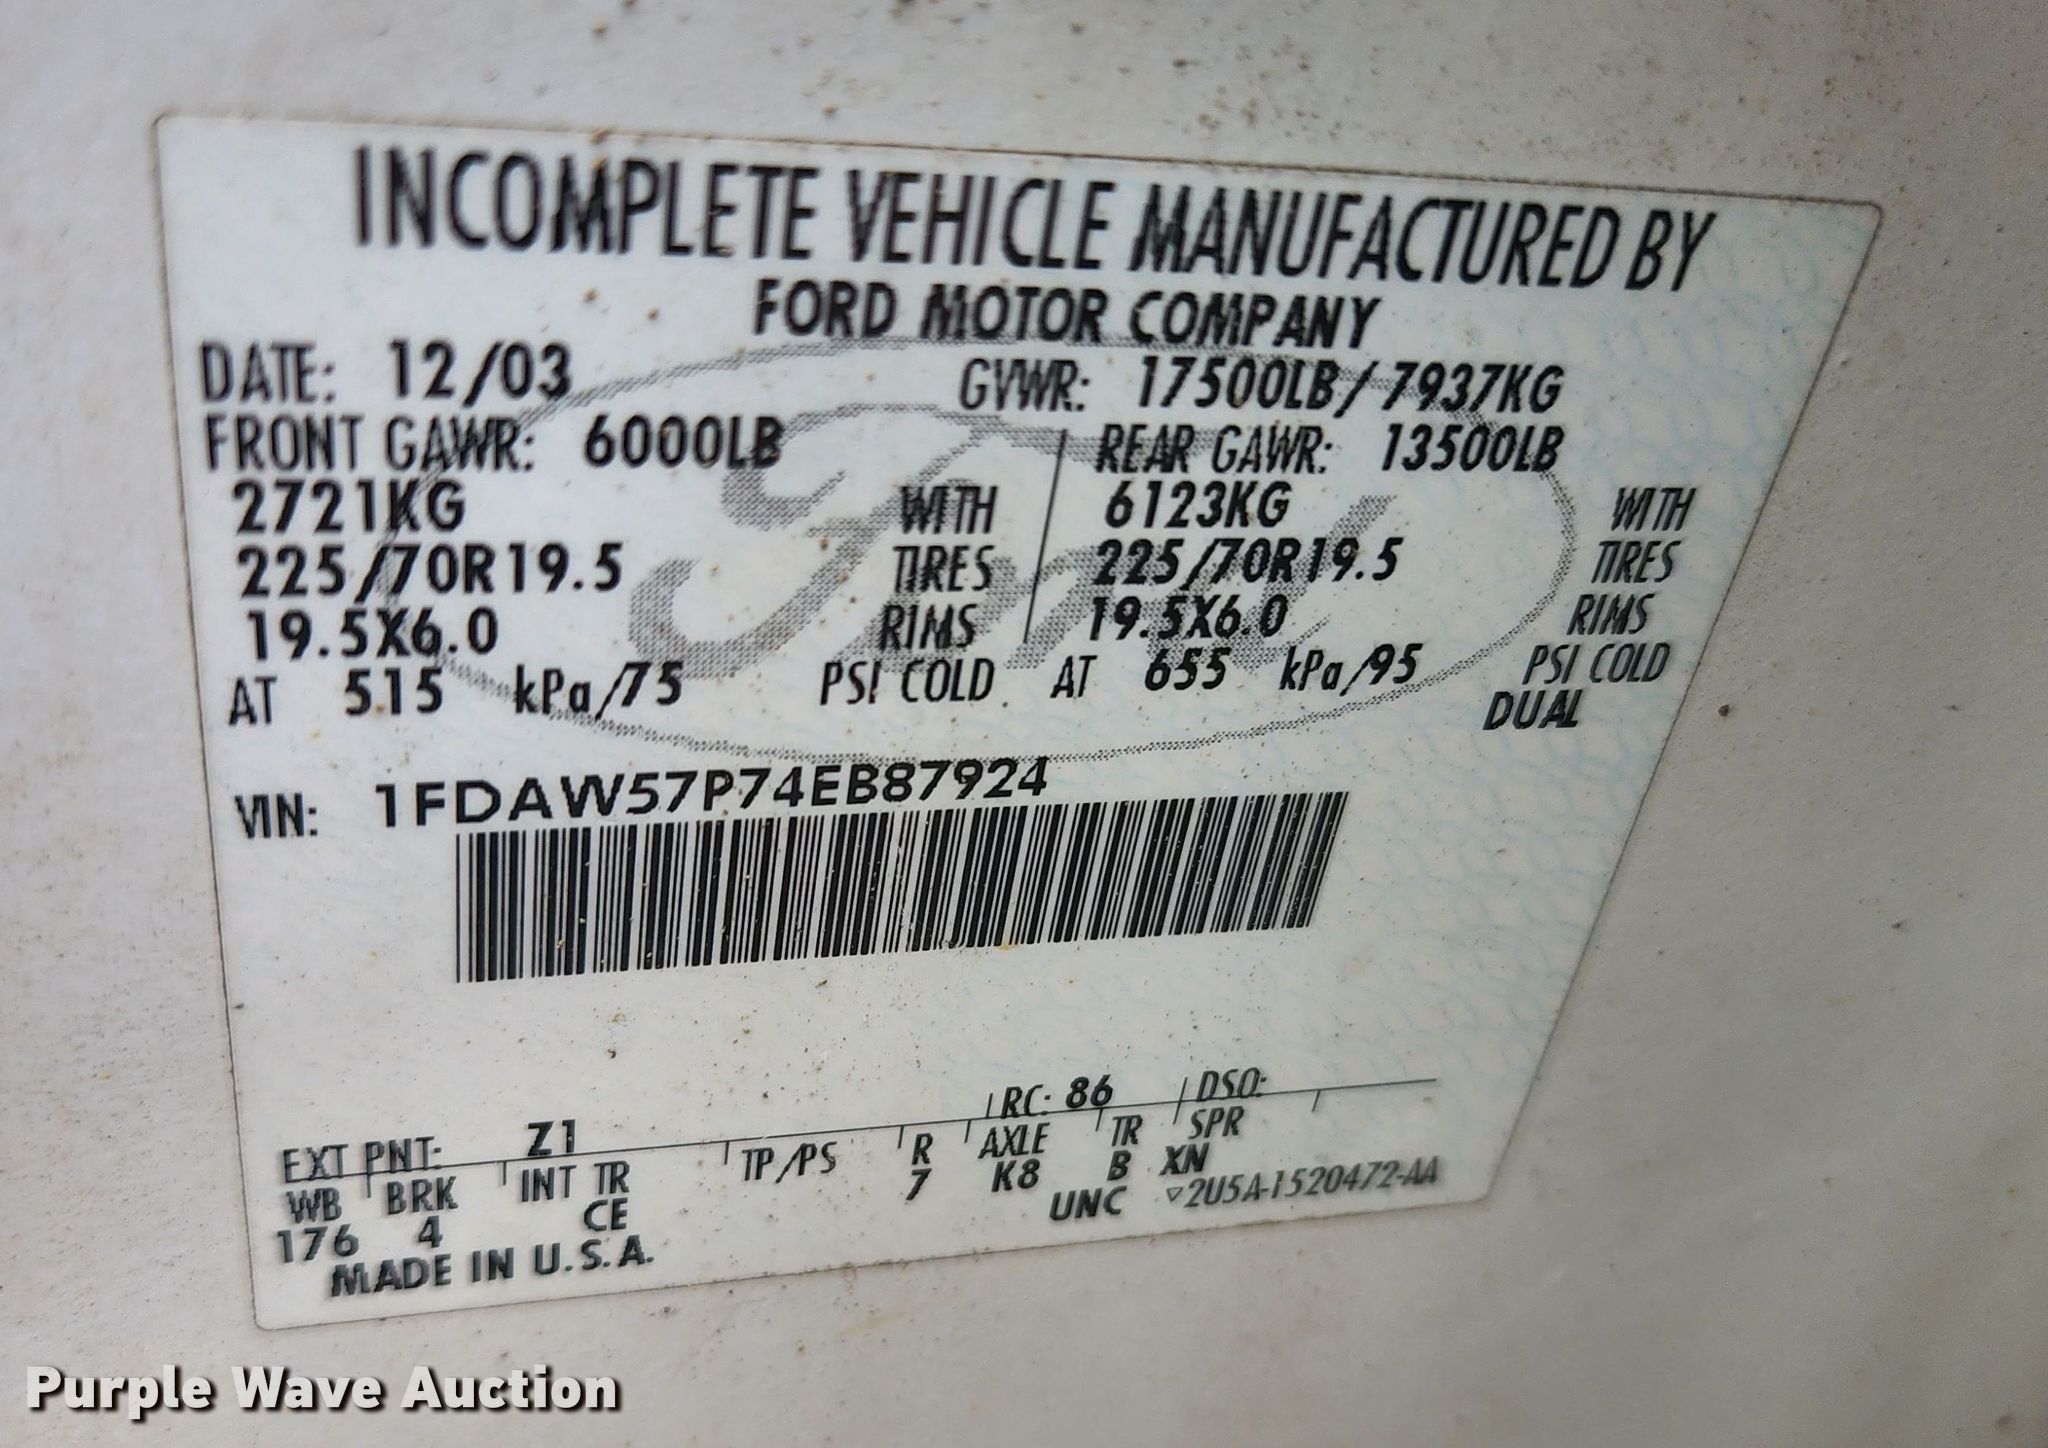 INCOMPLETE VEHICLE MANUFACTURED BY
FORD MOTOR COMPANY
DATE: 12/03 GVWR: 17500LB/7937KG
FRONT GAWR: 6000LB REAR GAWR: 13500LB
2721KG WITH 6123KG WITH
225/70R19.5 TIRES 225/70R19.5 TIRES
19.5X6.0 RIMS 19.5X6.0 RIMS
AT 515 kPa/75 PSI COLD AT 655 kPa/95 PSI COLD
DUAL
VIN: 1FDAW57P74EB87924
EXT PNT: Z1 RC: 86 DSO:
WB BRK INT TR TP/PS R AXLE TR SPR
176 4 CE 7 K8 B XN
MADE IN U.S.A. UNC ▽2U5A-1520472-AA
Ford
Purple Wave Auction